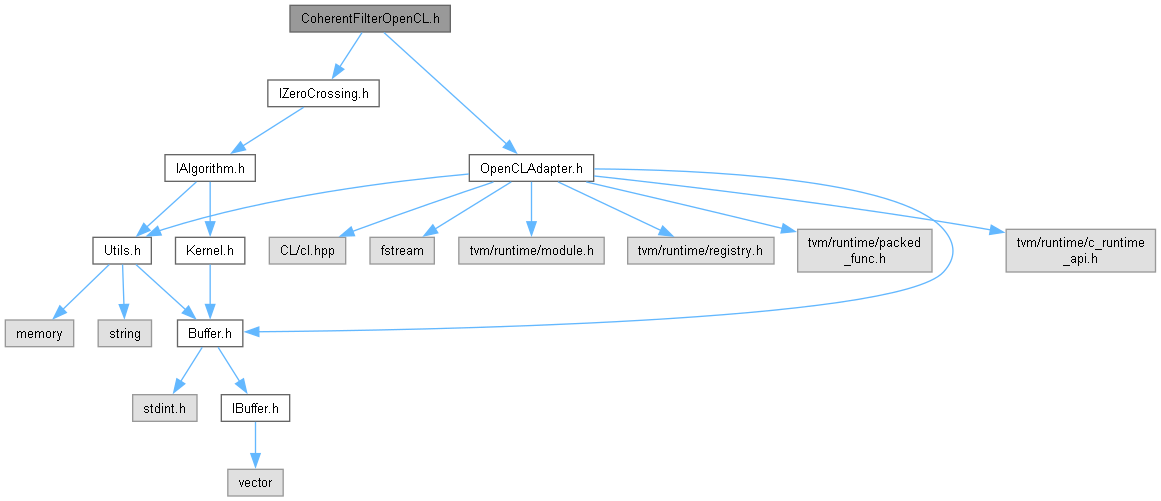 CoherentFilterOpenCL.h
IZeroCrossing.h
IAlgorithm.h
OpenCLAdapter.h
Utils.h
Kernel.h
CL/cl.hpp
fstream
tvm/runtime/module.h
tvm/runtime/registry.h
tvm/runtime/packed
_func.h
tvm/runtime/c_runtime
_api.h
memory
string
Buffer.h
stdint.h
IBuffer.h
vector